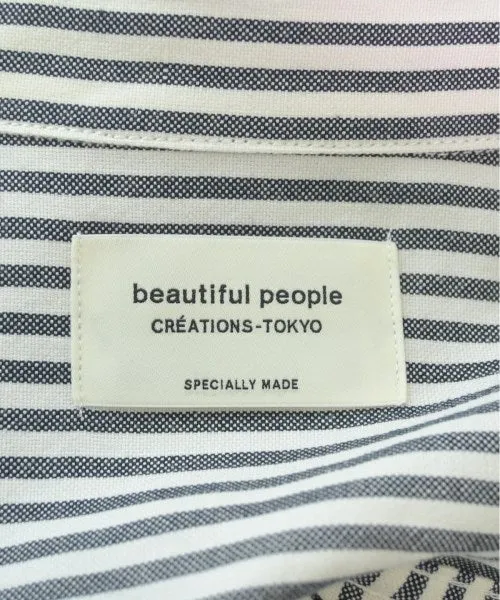 beautiful people
CRÉATIONS-TOKYO
SPECIALLY MADE